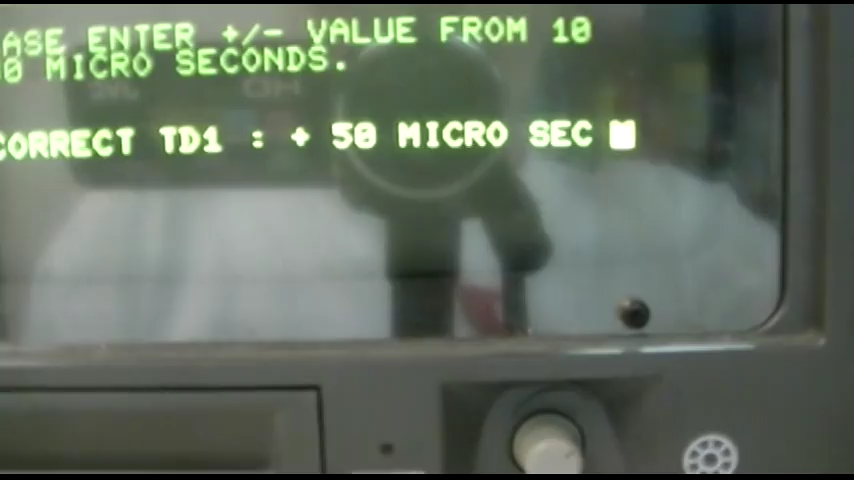 ASE ENTER +/- VALUE FROM 10
0 MICRO SECONDS.
CORRECT TD1 : + 50 MICRO SEC